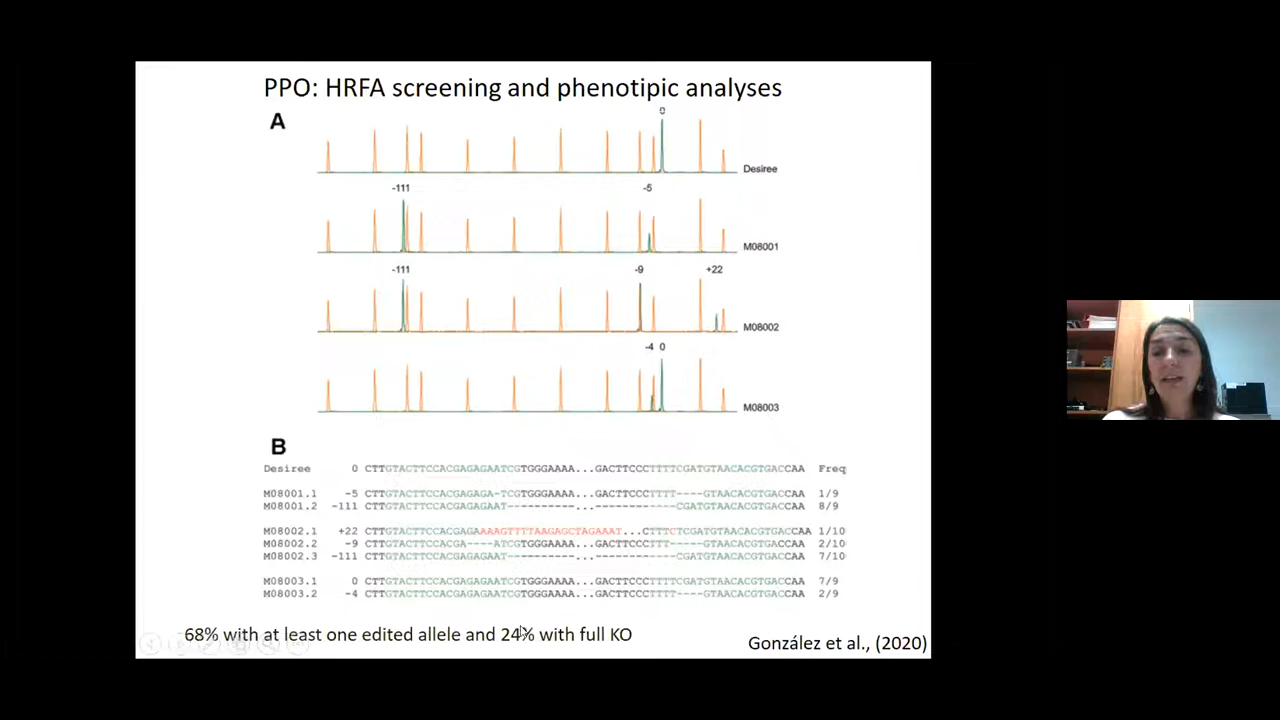 PPO: HRFA screening and phenotipic analyses
A
0
Desiree
-111 -5
M08001
-111 -9 +22
M08002
-4 0
M08003
B
Desiree 0 CTTGTACTTCCACGAGAGAATCGTGGGAAAA...GACTTCCCTTTTCGATGTAACACGTGACCAA Freq
M08001.1 -5 CTTGTACTTCCACGAGAGA-TCGTGGGAAAA...GACTTCCCTTTT----GTAACACGTGACCAA 1/9
M08001.2 -111 CTTGTACTTCCACGAGAGAAT----------...--------------CGATGTAACACGTGACCAA 8/9
M08002.1 +22 CTTGTACTTCCACGAGAAAAGTTTTAAGAGCTAGAAAT...CTTTCTCGATGTAACACGTGACCAA 1/10
M08002.2 -9 CTTGTACTTCCACGA----ATCGTGGGAAAA...GACTTCCCTTT-----GTAACACGTGACCAA 2/10
M08002.3 -111 CTTGTACTTCCACGAGAGAAT----------...--------------CGATGTAACACGTGACCAA 7/10
M08003.1 0 CTTGTACTTCCACGAGAGAATCGTGGGAAAA...GACTTCCCTTTTCGATGTAACACGTGACCAA 7/9
M08003.2 -4 CTTGTACTTCCACGAGAGAATCGTGGGAAAA...GACTTCCCTTTT----GTAACACGTGACCAA 2/9
68% with at least one edited allele and 24% with full KO
González et al., (2020)